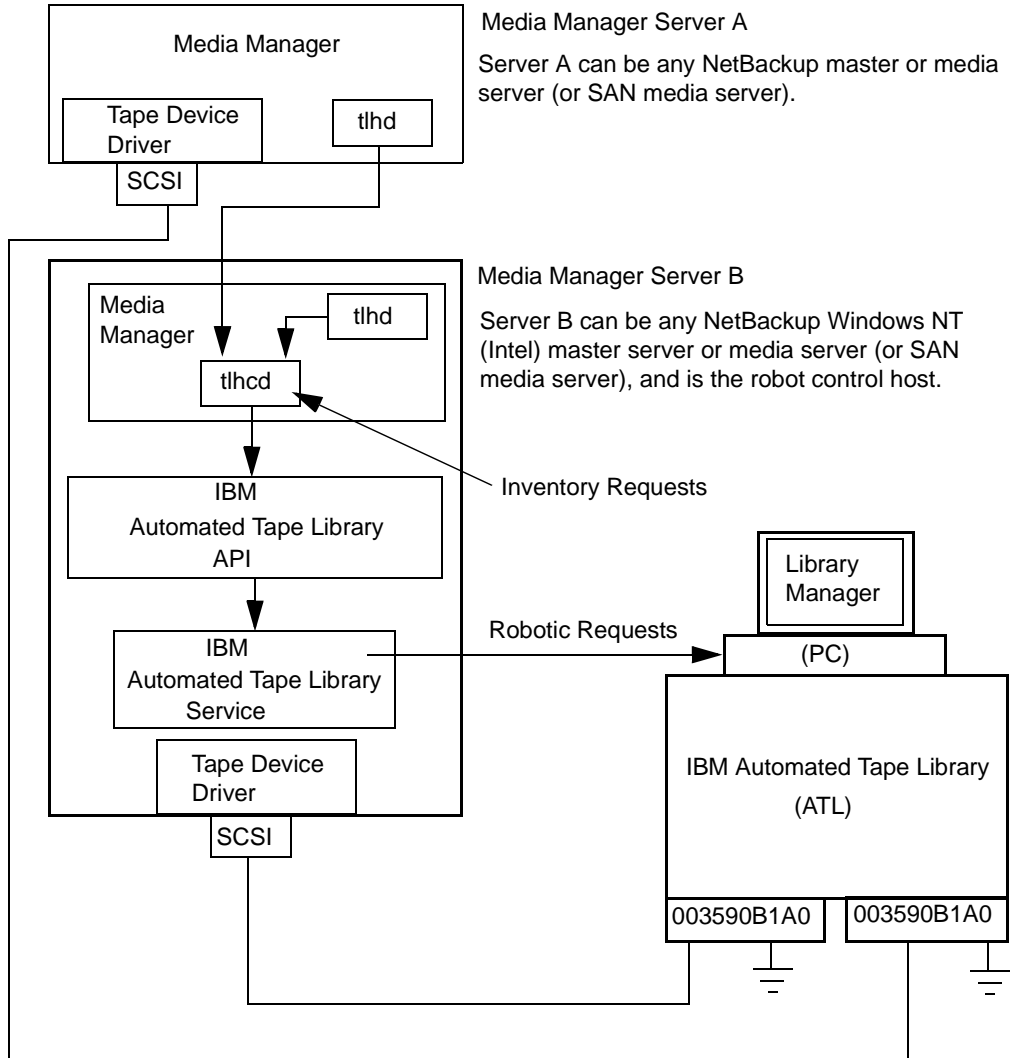 Media Manager
Tape Device
Driver
tlhd
SCSI
Media Manager Server A
Server A can be any NetBackup master or media
server (or SAN media server).
Media
Manager
tlhd
tlhcd
Media Manager Server B
Server B can be any NetBackup Windows NT
(Intel) master server or media server (or SAN
media server), and is the robot control host.
Inventory Requests
IBM
Automated Tape Library
API
IBM
Automated Tape Library
Service
Robotic Requests
Library
Manager
(PC)
Tape Device
Driver
SCSI
IBM Automated Tape Library
(ATL)
003590B1A0
003590B1A0